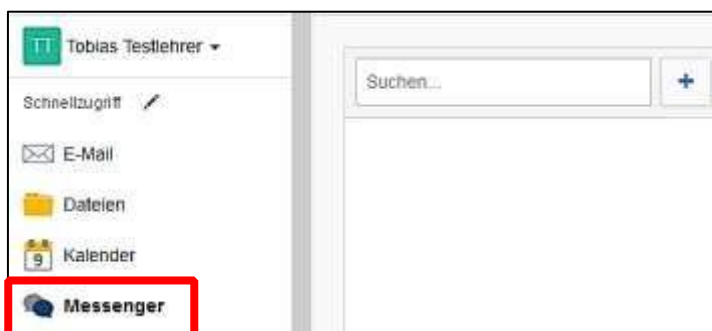 TT Tobias Testlehrer
Schnellzugriff
E-Mail
Dateien
9 Kalender
Messenger
Suchen...
+